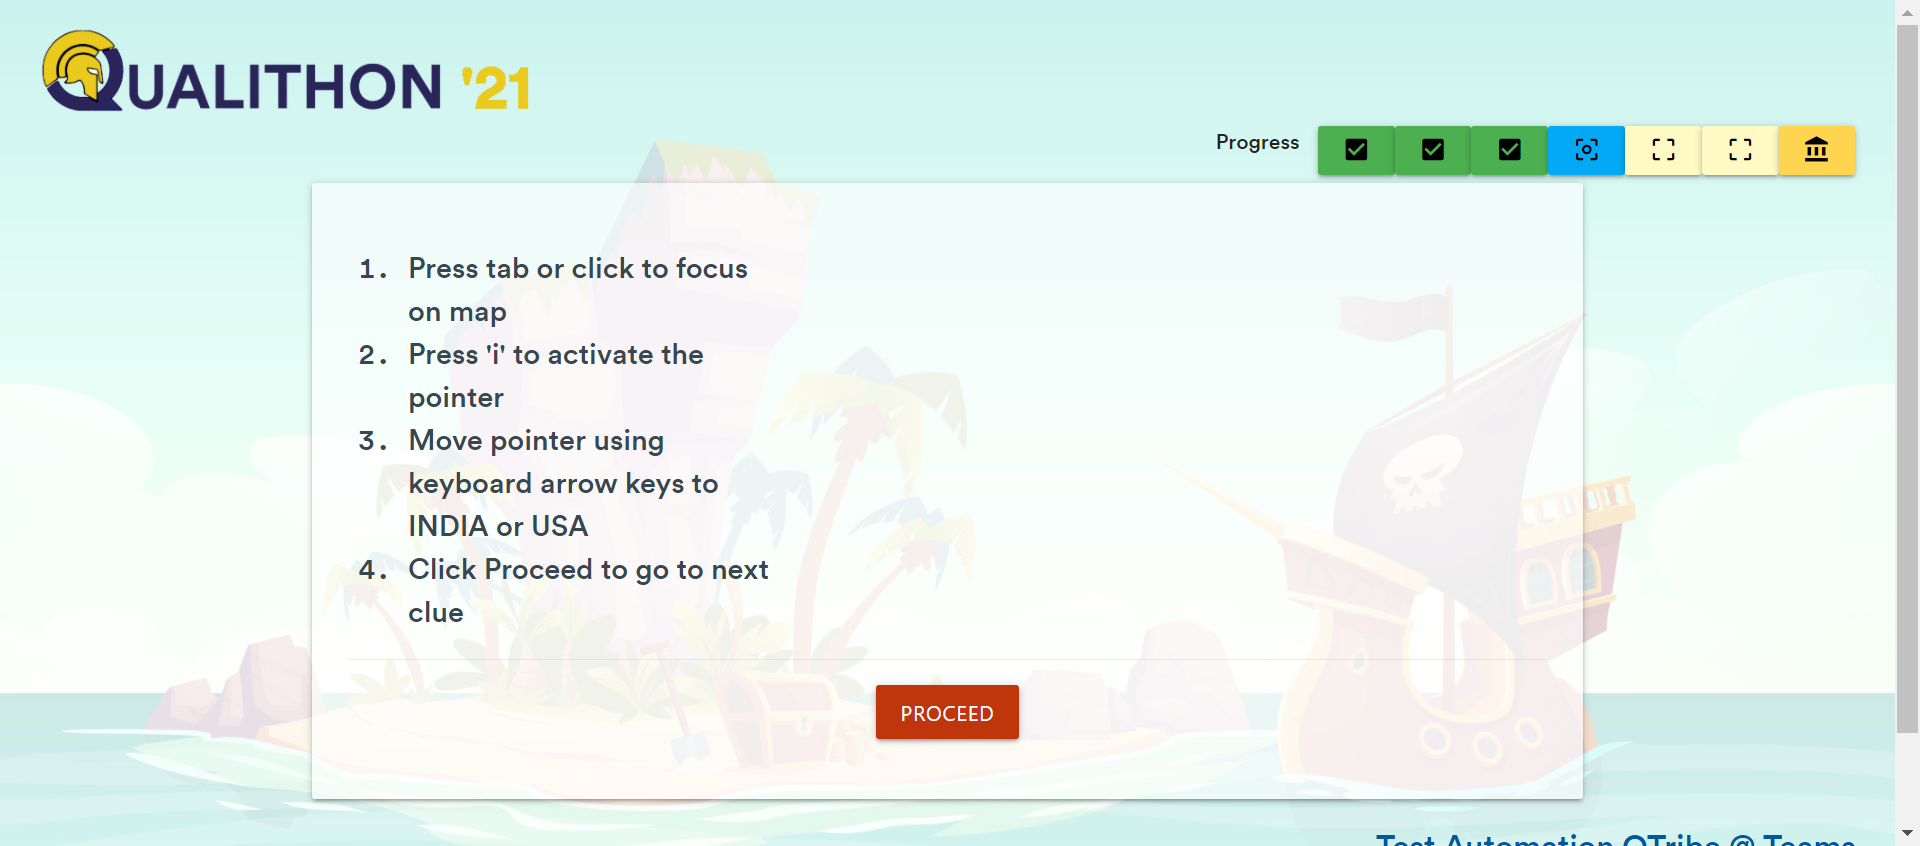 QUALITHON '21
Progress
1. Press tab or click to focus
on map
2. Press 'i' to activate the
pointer
3. Move pointer using
keyboard arrow keys to
INDIA or USA
4. Click Proceed to go to next
clue
PROCEED
Test Automation QTribe @ Teams